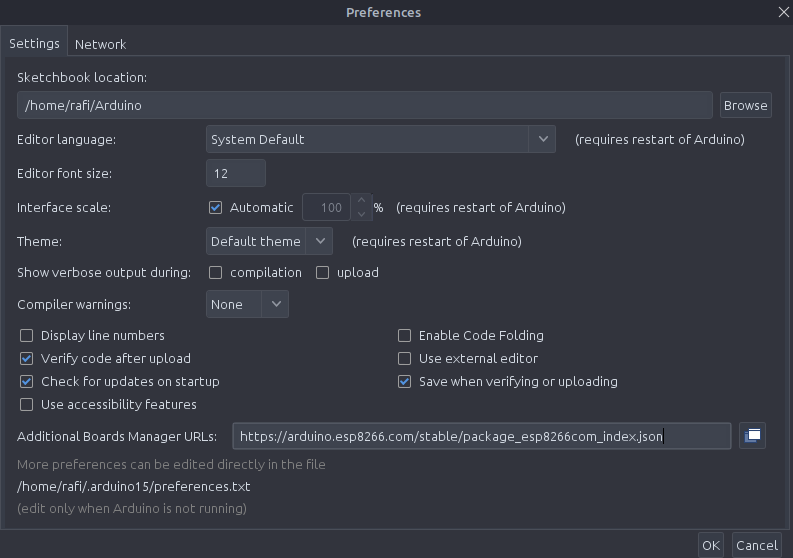 Preferences
Settings Network
Sketchbook location:
/home/rafi/Arduino Browse
Editor language: System Default (requires restart of Arduino)
Editor font size: 12
Interface scale: Automatic 100 % (requires restart of Arduino)
Theme: Default theme (requires restart of Arduino)
Show verbose output during: compilation upload
Compiler warnings: None
Display line numbers Enable Code Folding
Verify code after upload Use external editor
Check for updates on startup Save when verifying or uploading
Use accessibility features
Additional Boards Manager URLs: https://arduino.esp8266.com/stable/package_esp8266com_index.json
More preferences can be edited directly in the file
/home/rafi/.arduino15/preferences.txt
(edit only when Arduino is not running)
OK Cancel